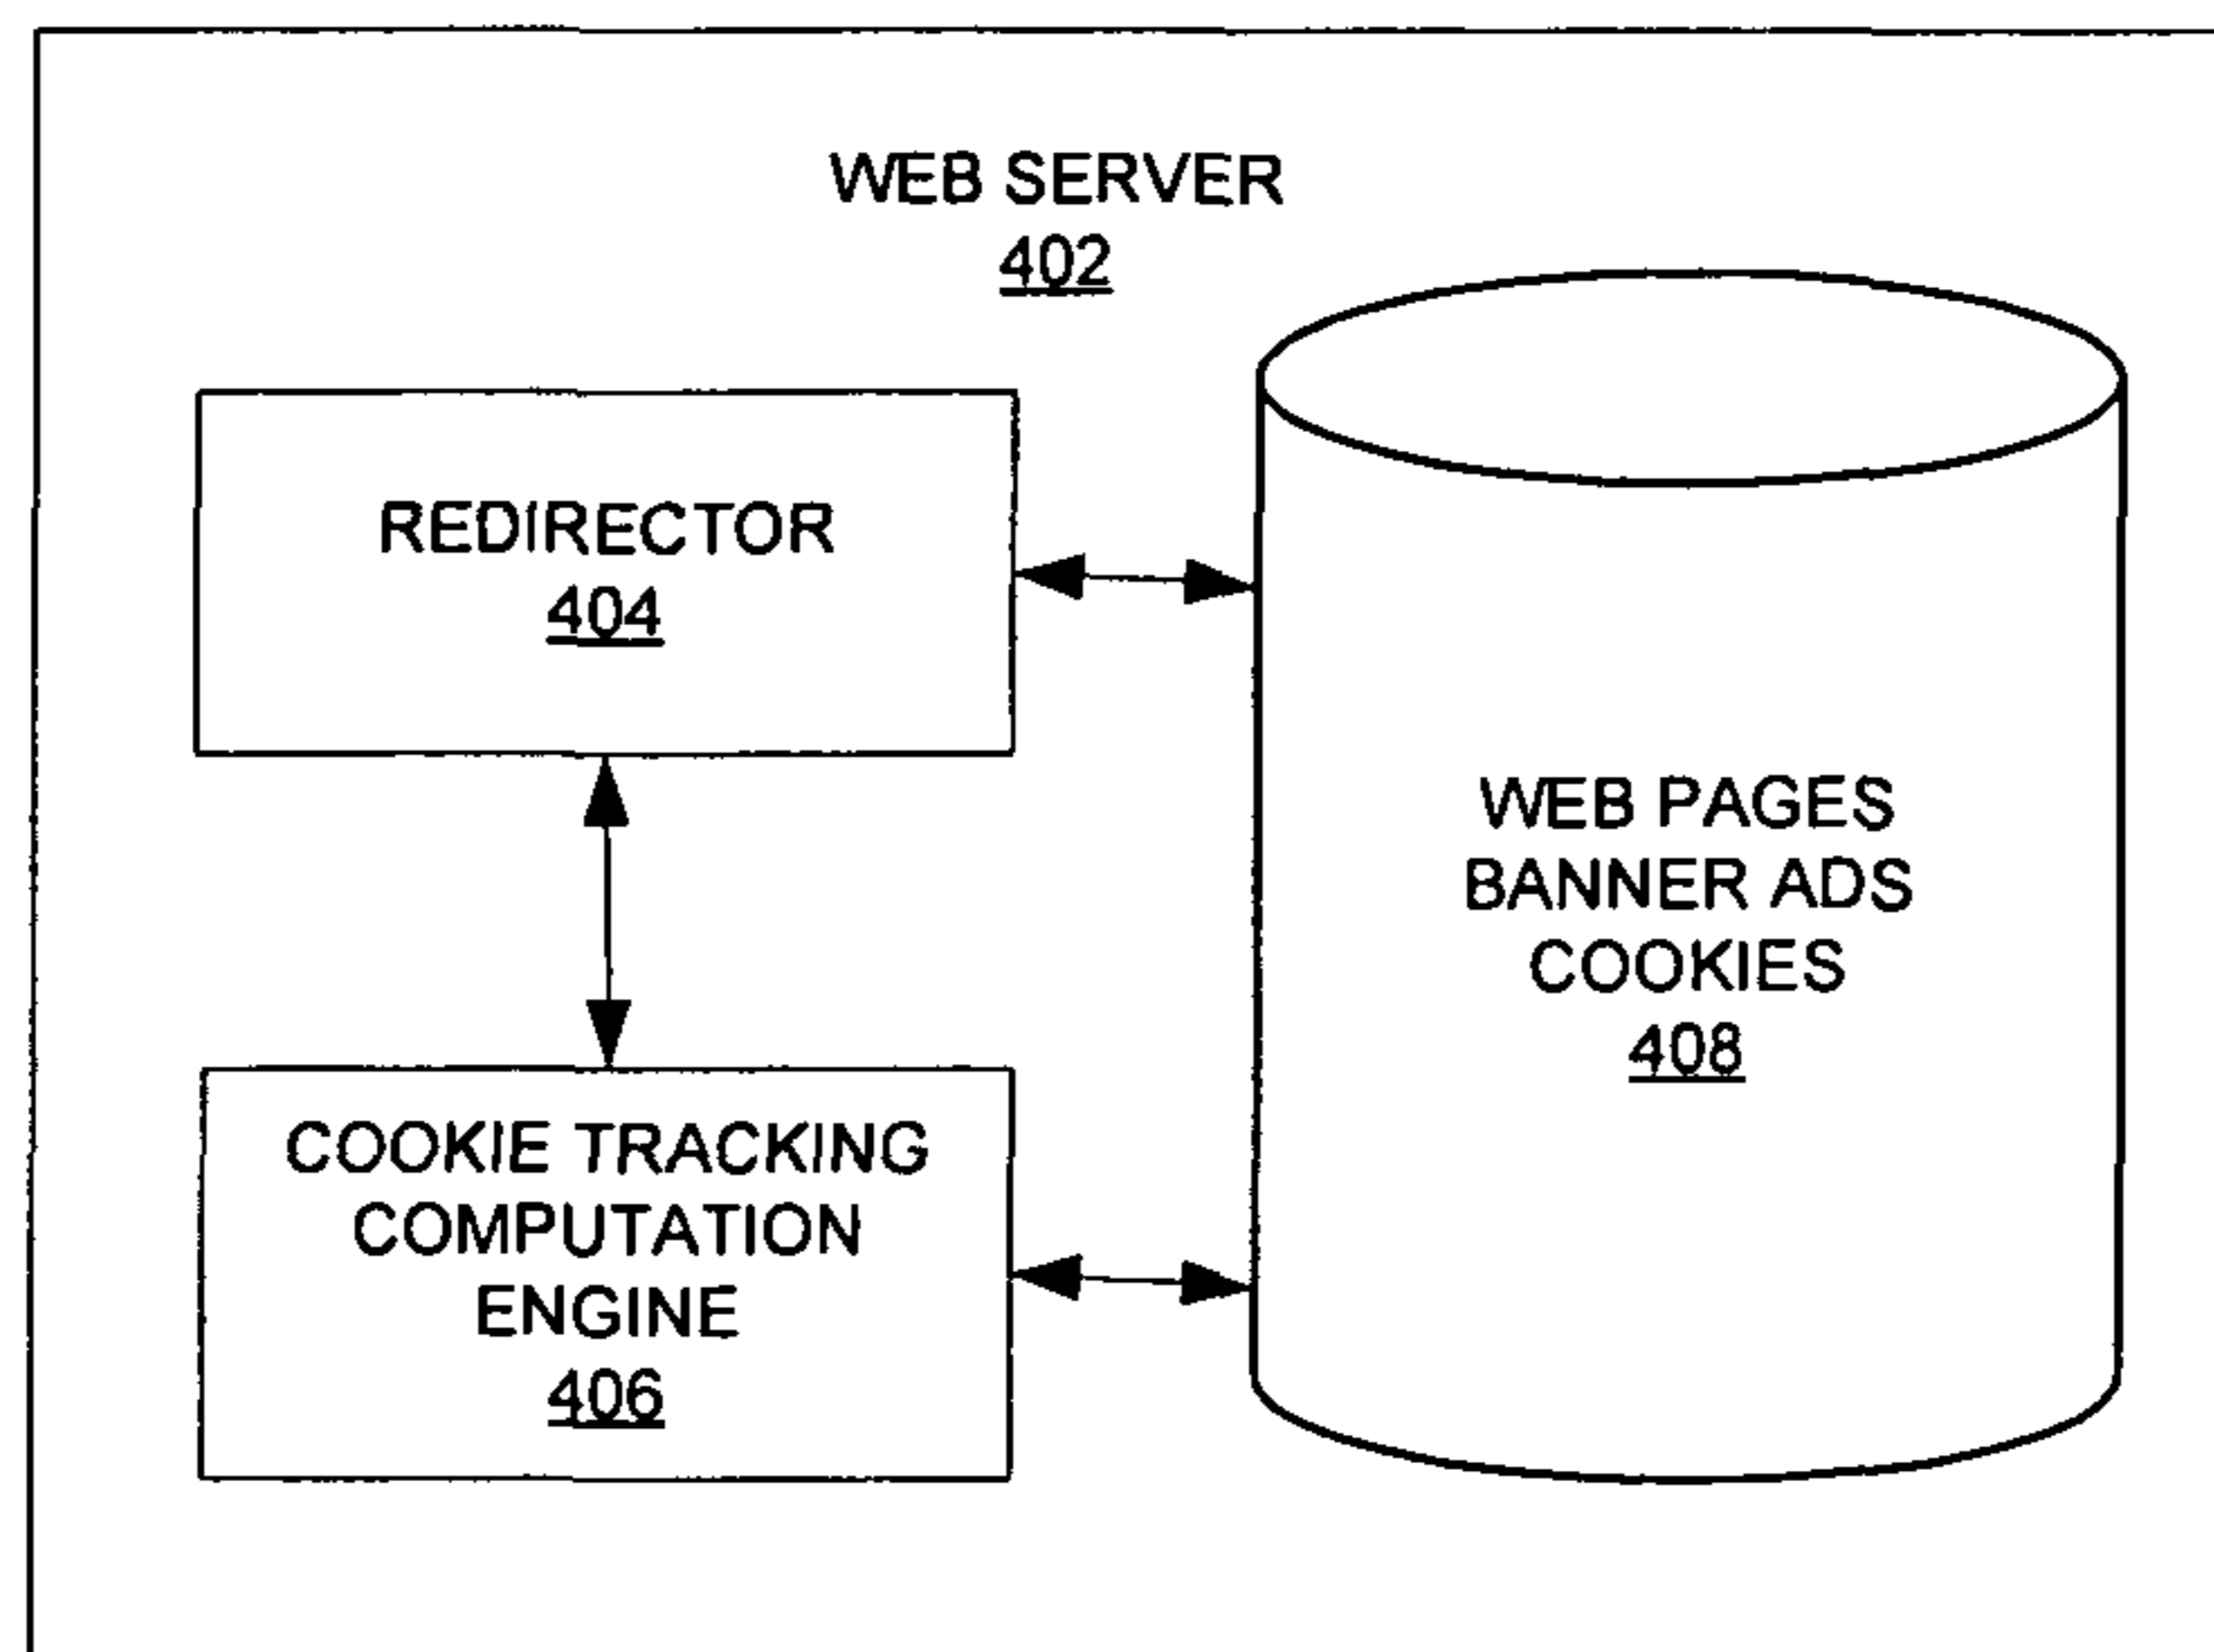 WEB SERVER
402
REDIRECTOR
404
WEB PAGES
BANNER ADS
COOKIES
408
COOKIE TRACKING
COMPUTATION
ENGINE
406